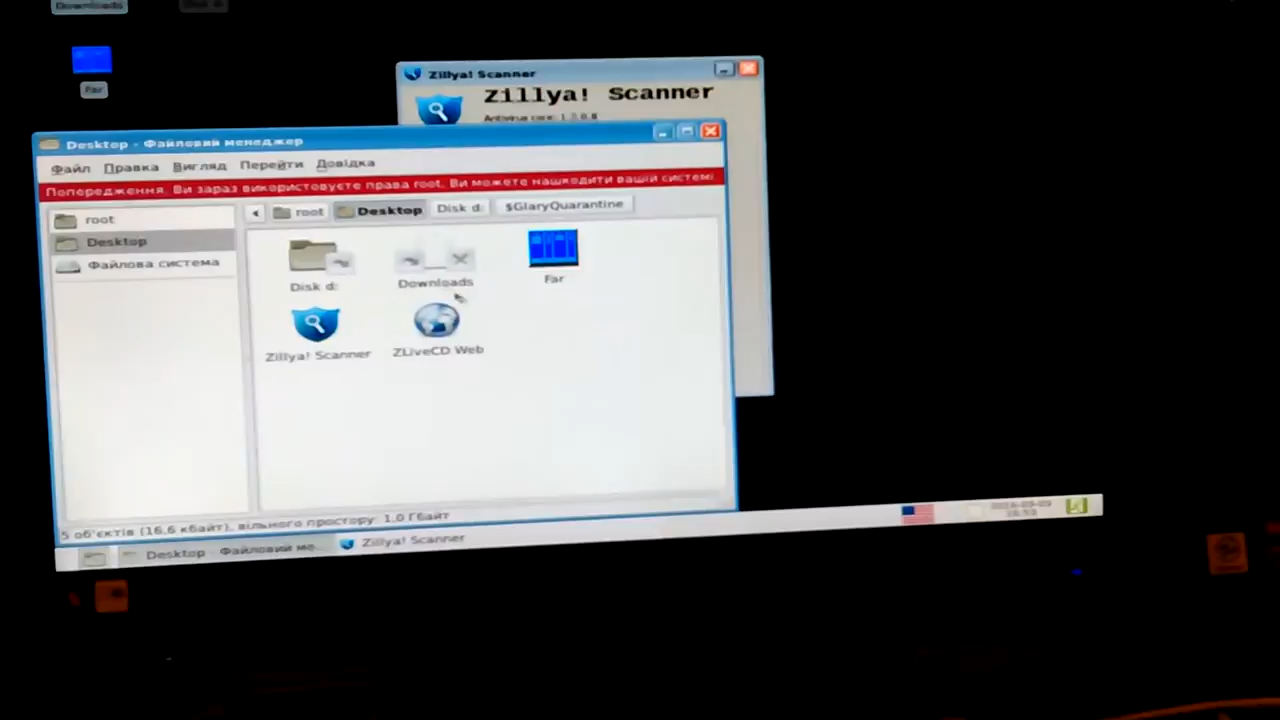 Downloads
Far
Zillya! Scanner
Zillya! Scanner
Desktop - Файловий менеджер
Файл Правка Вигляд Перейти Довідка
Попередження. Ви зараз використовуєте права root. Ви можете нашкодити вашій системі
root Desktop Disk d: $GlaryQuarantine
root
Desktop
Файлова система
Disk d: Downloads Far
Zillya! Scanner ZLiveCD Web
5 об'єктів (16,6 кбайт), вільного простору: 1,0 Гбайт
Desktop - Файловий ме... Zillya! Scanner